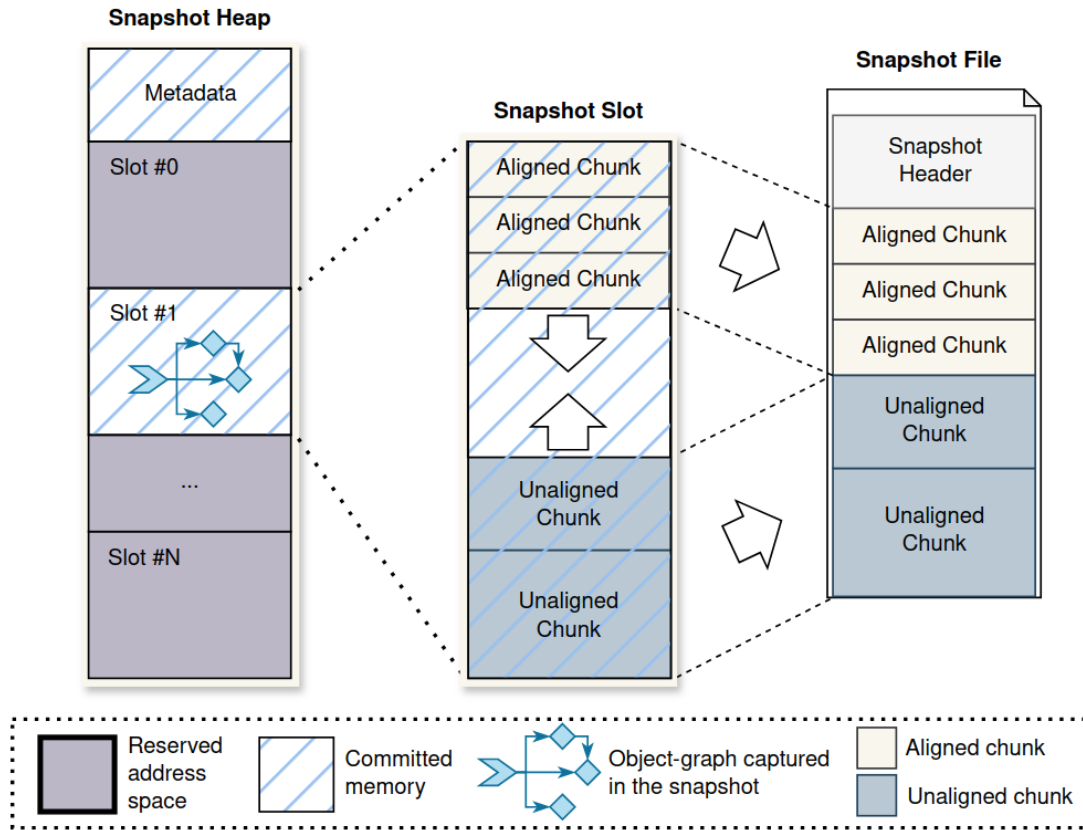 Snapshot Heap
Metadata
Slot #0
Slot #1
...
Slot #N
Snapshot Slot
Aligned Chunk
Aligned Chunk
Aligned Chunk
Unaligned
Chunk
Unaligned
Chunk
Snapshot File
Snapshot
Header
Aligned Chunk
Aligned Chunk
Aligned Chunk
Unaligned
Chunk
Unaligned
Chunk
Reserved
address
space
Committed
memory
Object-graph captured
in the snapshot
Aligned chunk
Unaligned chunk